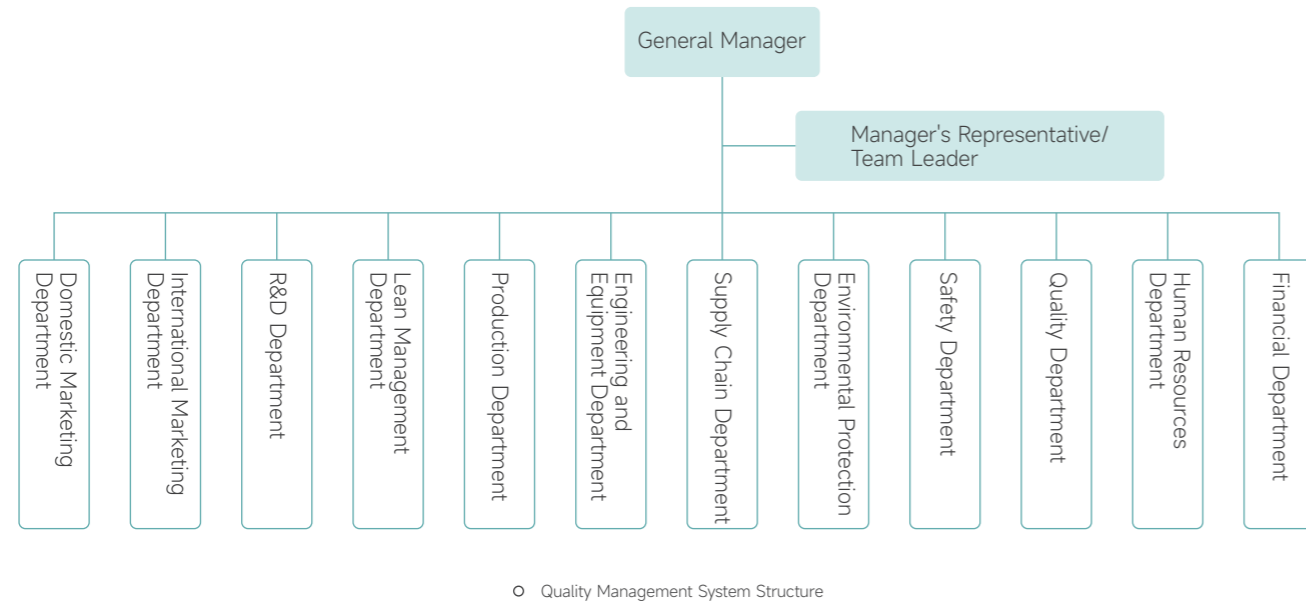 General Manager
Manager's Representative/
Team Leader
Domestic Marketing
Department
International Marketing
Department
R&D Department
Lean Management
Department
Production Department
Engineering and
Equipment Department
Supply Chain Department
Environmental Protection
Department
Safety Department
Quality Department
Human Resources
Department
Financial Department
Quality Management System Structure